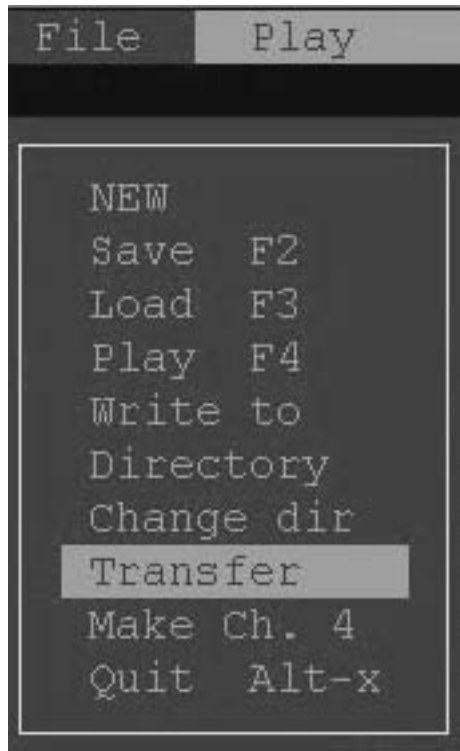 File Play
NEW
Save F2
Load F3
Play F4
Write to
Directory
Change dir
Transfer
Make Ch. 4
Quit Alt-x